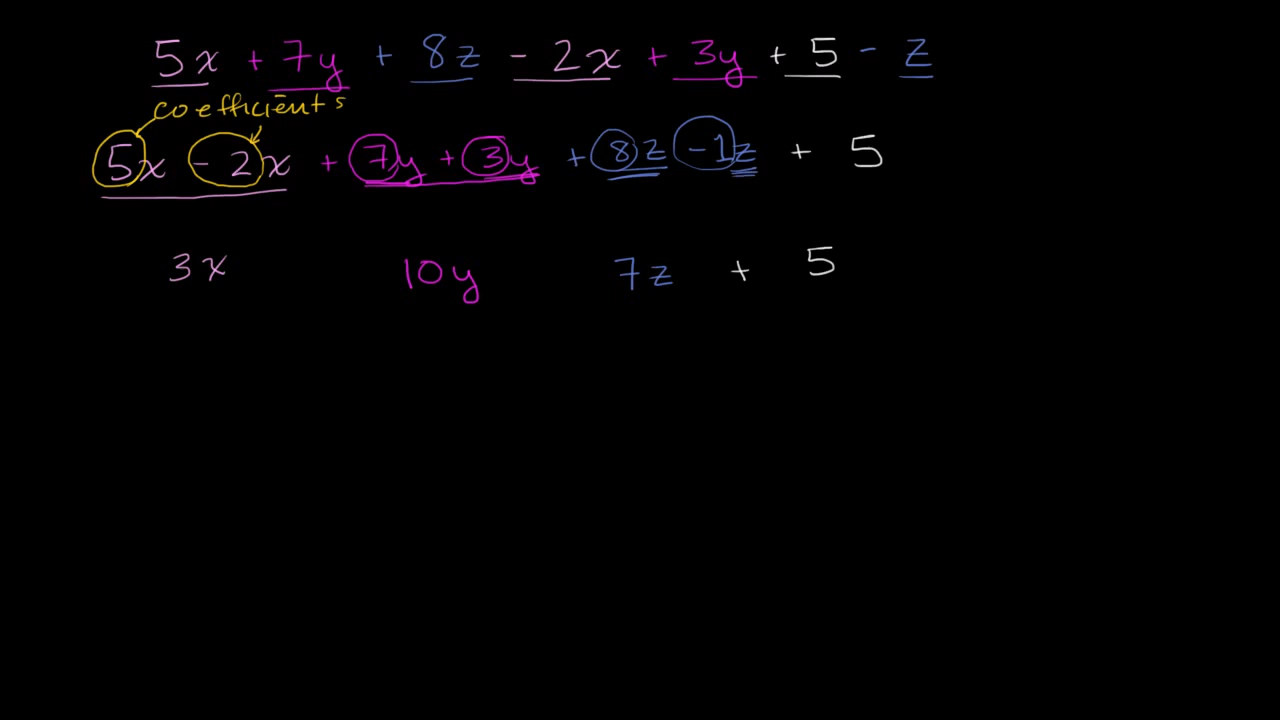 5x + 7y + 8z - 2x + 3y + 5 - z
coefficients
5x - 2x + 7y + 3y + 8z - 1z + 5
3x 10y 7z + 5